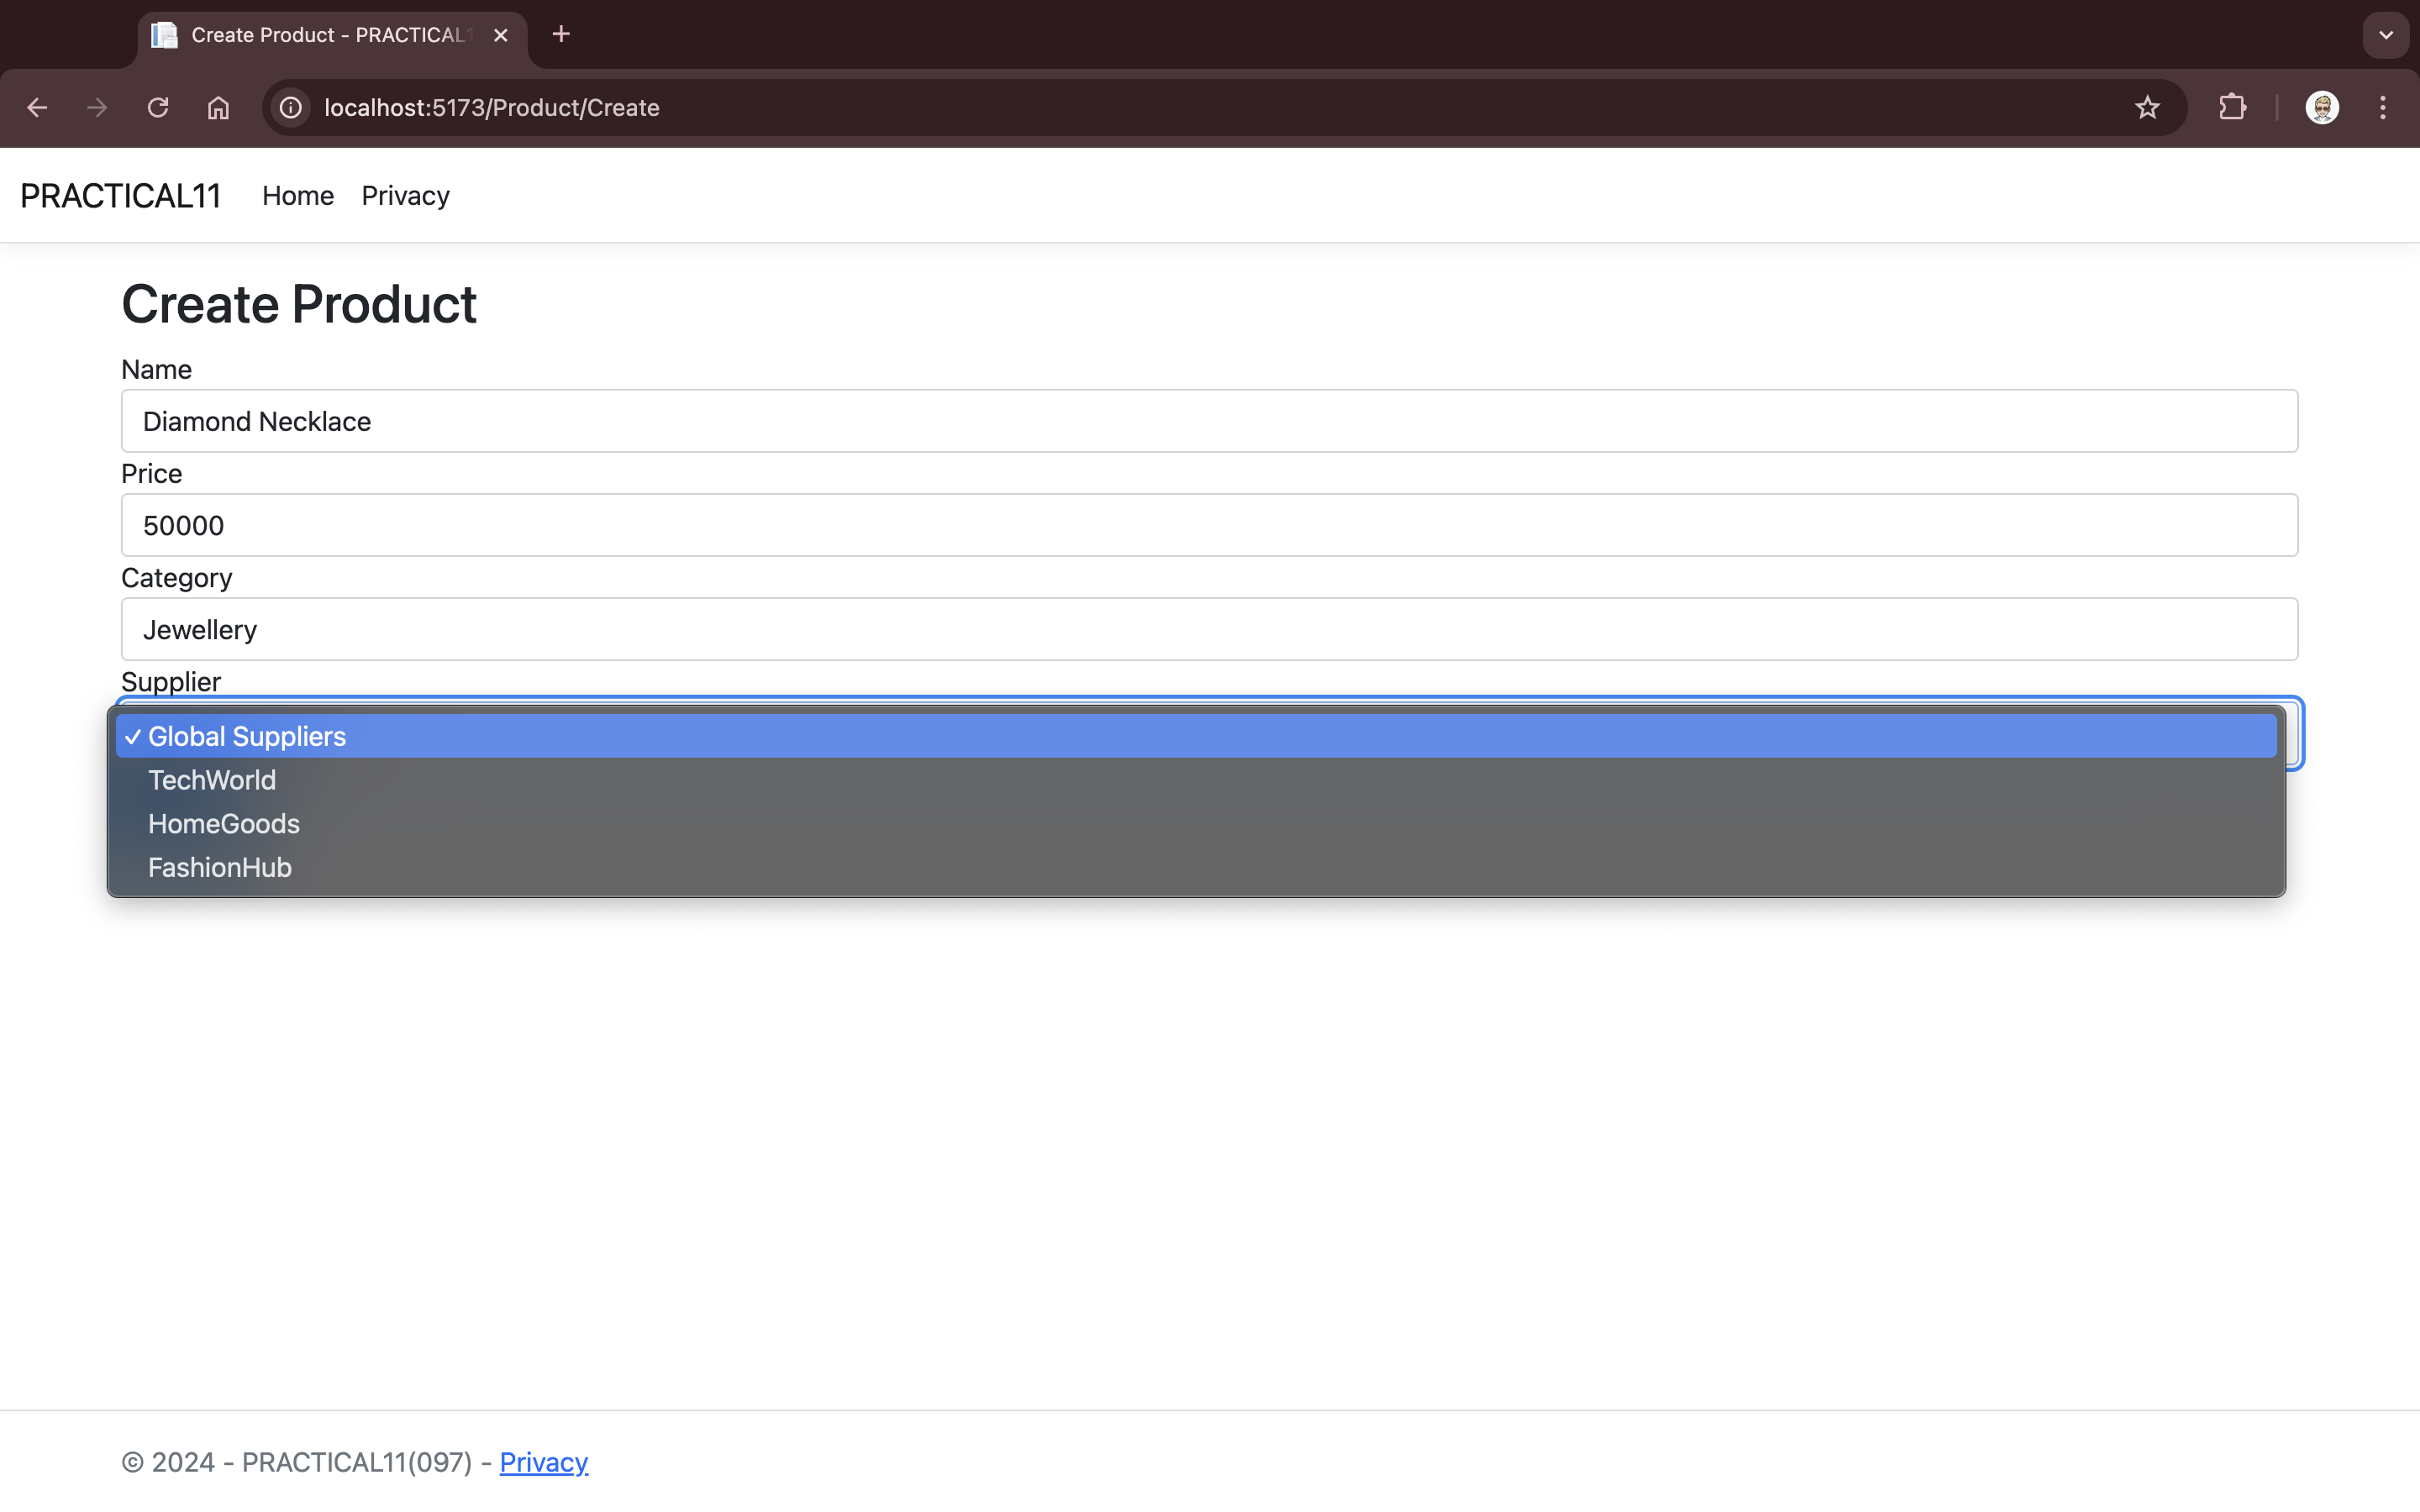 Create Product - PRACTICAL1
localhost:5173/Product/Create
PRACTICAL11 Home Privacy
Create Product
Name
Diamond Necklace
Price
50000
Category
Jewellery
Supplier
✓ Global Suppliers
TechWorld
HomeGoods
FashionHub
© 2024 - PRACTICAL11(097) - Privacy